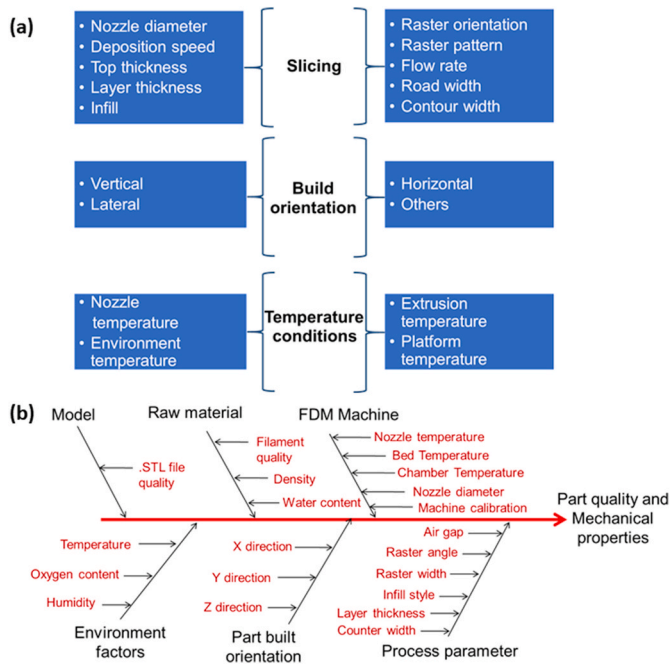 (a)
• Nozzle diameter
• Deposition speed
• Top thickness
• Layer thickness
• Infill
Slicing
• Raster orientation
• Raster pattern
• Flow rate
• Road width
• Contour width
• Vertical
• Lateral
Build
orientation
• Horizontal
• Others
• Nozzle
temperature
• Environment
temperature
Temperature
conditions
• Extrusion
temperature
• Platform
temperature
(b)
Model
Raw material
FDM Machine
.STL file
quality
Filament
quality
Density
Water content
Nozzle temperature
Bed Temperature
Chamber Temperature
Nozzle diameter
Machine calibration
Part quality and
Mechanical
properties
Temperature
Oxygen content
Humidity
X direction
Y direction
Z direction
Air gap
Raster angle
Raster width
Infill style
Layer thickness
Counter width
Environment
factors
Part built
orientation
Process parameter